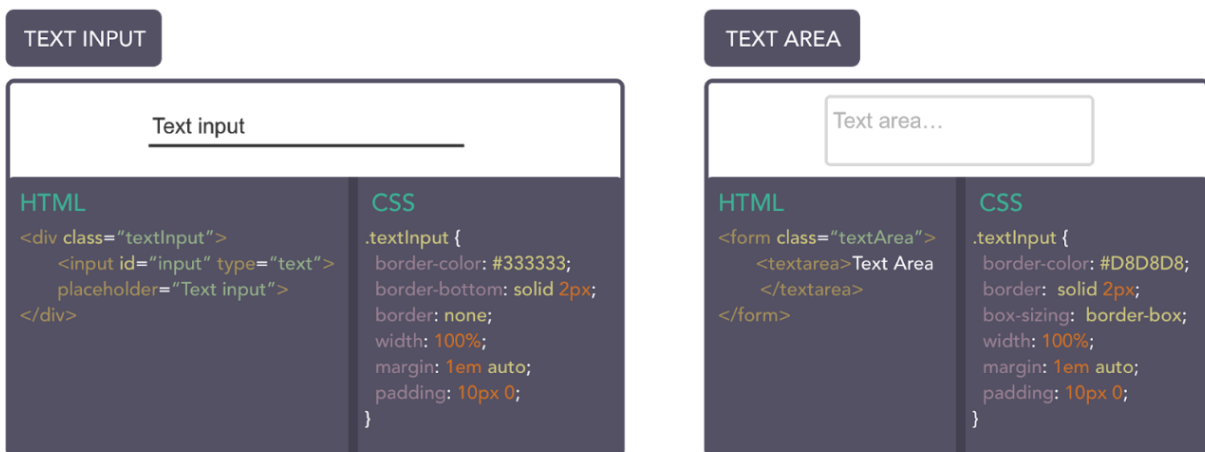 TEXT INPUT
Text input
HTML
<div class=“textInput”>
<input id=“input” type=“text”>
placeholder=“Text input”>
</div>
CSS
.textInput {
border-color: #333333;
border-bottom: solid 2px;
border: none;
width: 100%;
margin: 1em auto;
padding: 10px 0;
}
TEXT AREA
Text area…
HTML
<form class=“textArea”>
<textarea>Text Area
</textarea>
</form>
CSS
.textInput {
border-color: #D8D8D8;
border: solid 2px;
box-sizing: border-box;
width: 100%;
margin: 1em auto;
padding: 10px 0;
}